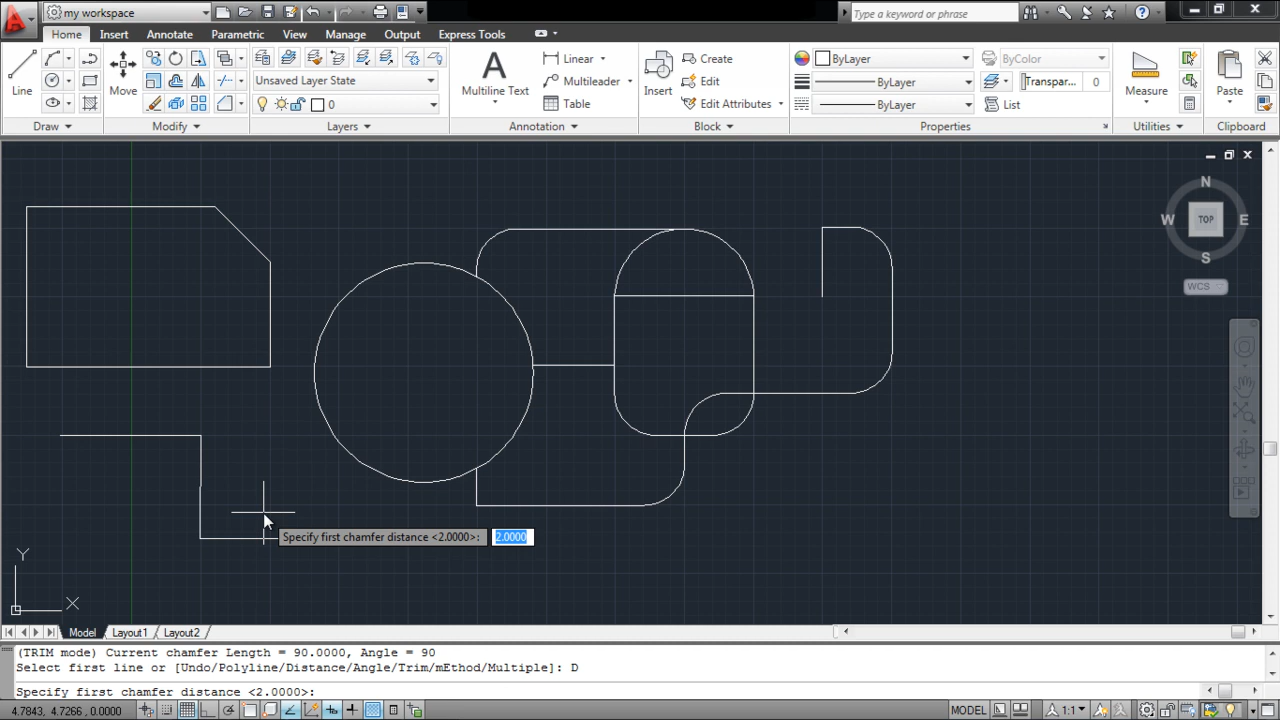 my workspace
Type a keyword or phrase
Home Insert Annotate Parametric View Manage Output Express Tools
Line
Move
Unsaved Layer State
0
Multiline Text
Linear
Multileader
Table
Insert
Create
Edit
Edit Attributes
ByLayer
ByLayer
ByLayer
ByColor
Transpar... 0
List
Measure
Paste
Draw Modify Layers Annotation Block Properties Utilities Clipboard
N
W TOP E
S
WCS
Specify first chamfer distance <2.0000>: 2.0000
Y
X
Model Layout1 Layout2
(TRIM mode) Current chamfer Length = 90.0000, Angle = 90
Select first line or [Undo/Polyline/Distance/Angle/Trim/mEthod/Multiple]: D
Specify first chamfer distance <2.0000>:
4.7843, 4.7266, 0.0000
MODEL
1:1